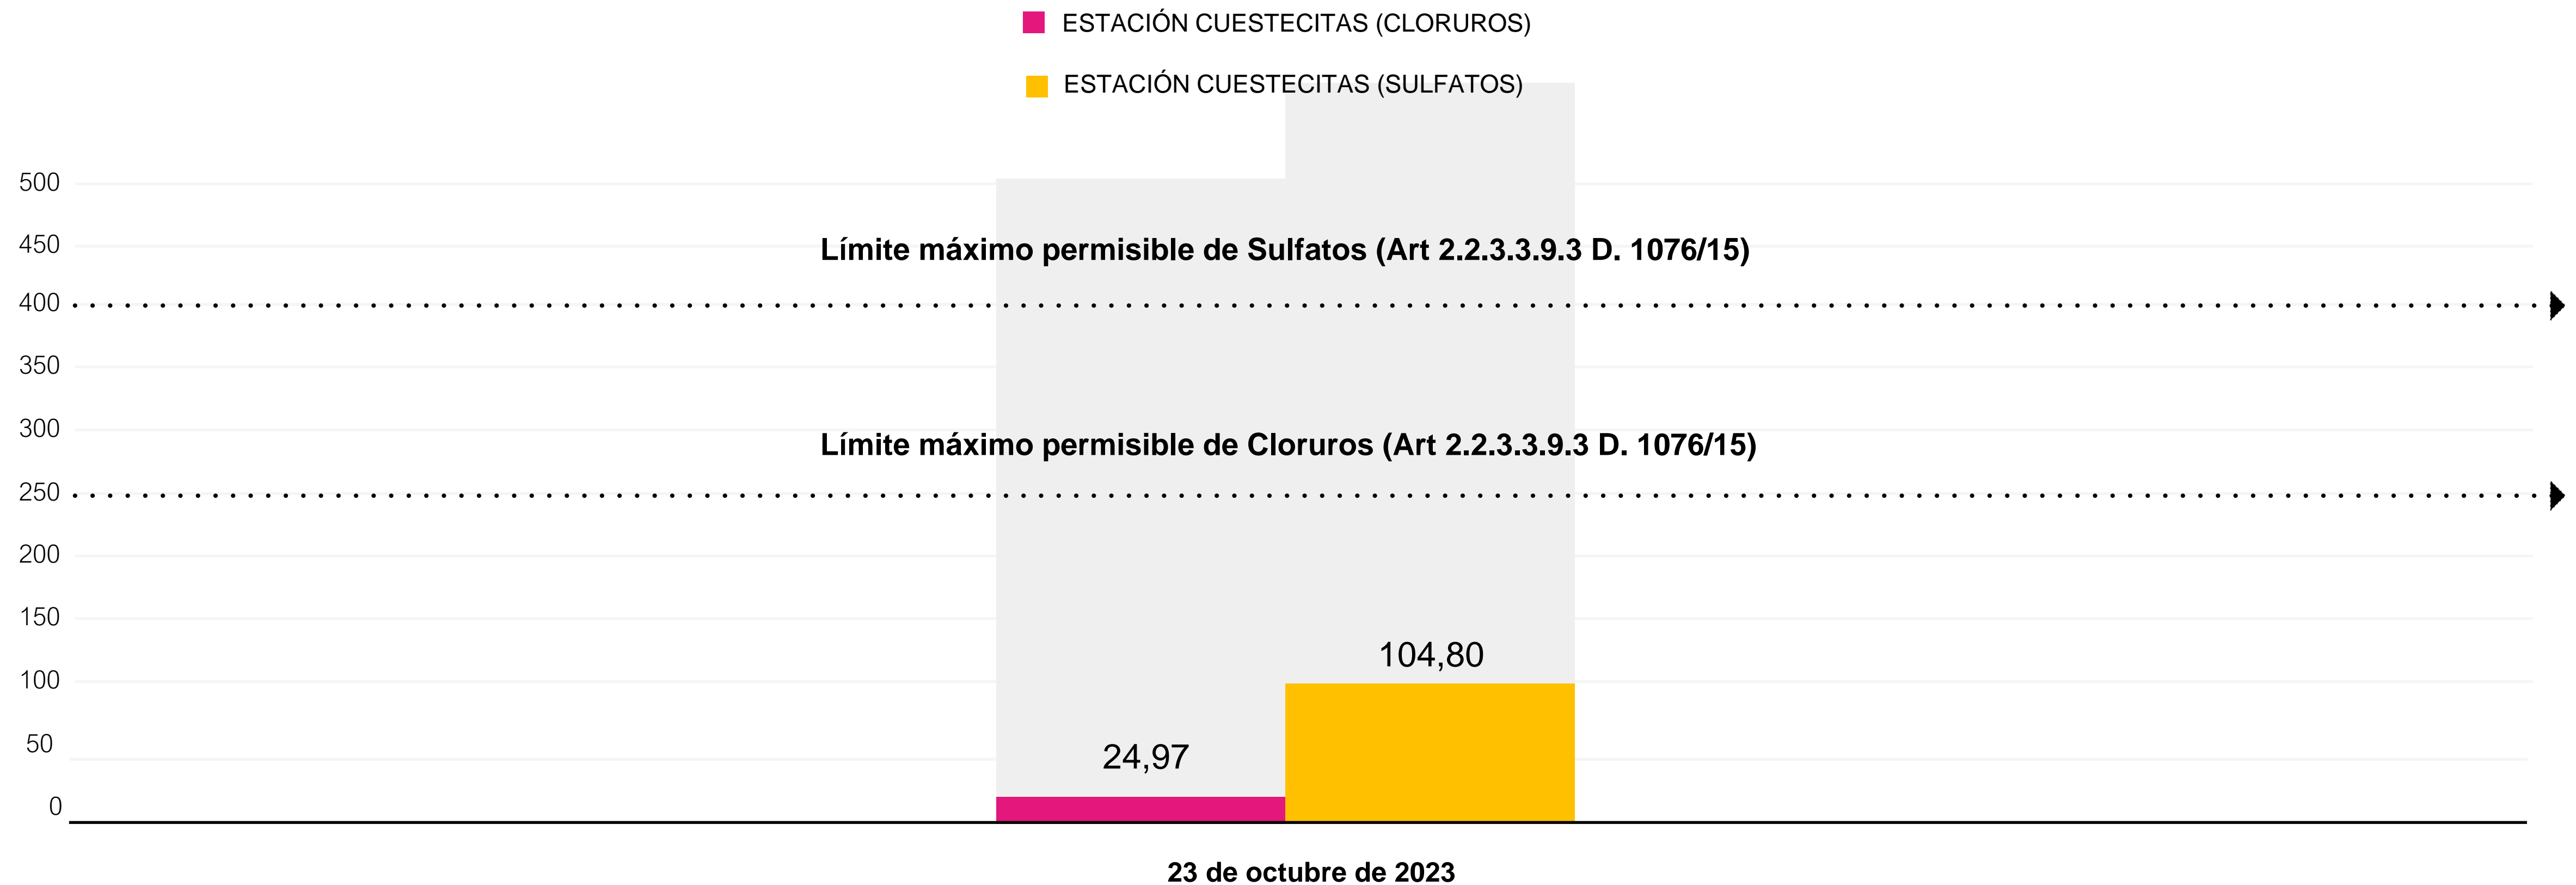 ESTACIÓN CUESTECITAS (CLORUROS)
ESTACIÓN CUESTECITAS (SULFATOS)
500
450
Límite máximo permisible de Sulfatos (Art 2.2.3.3.9.3 D. 1076/15)
400
350
300
Límite máximo permisible de Cloruros (Art 2.2.3.3.9.3 D. 1076/15)
250
200
150
104,80
100
50
24,97
0
23 de octubre de 2023